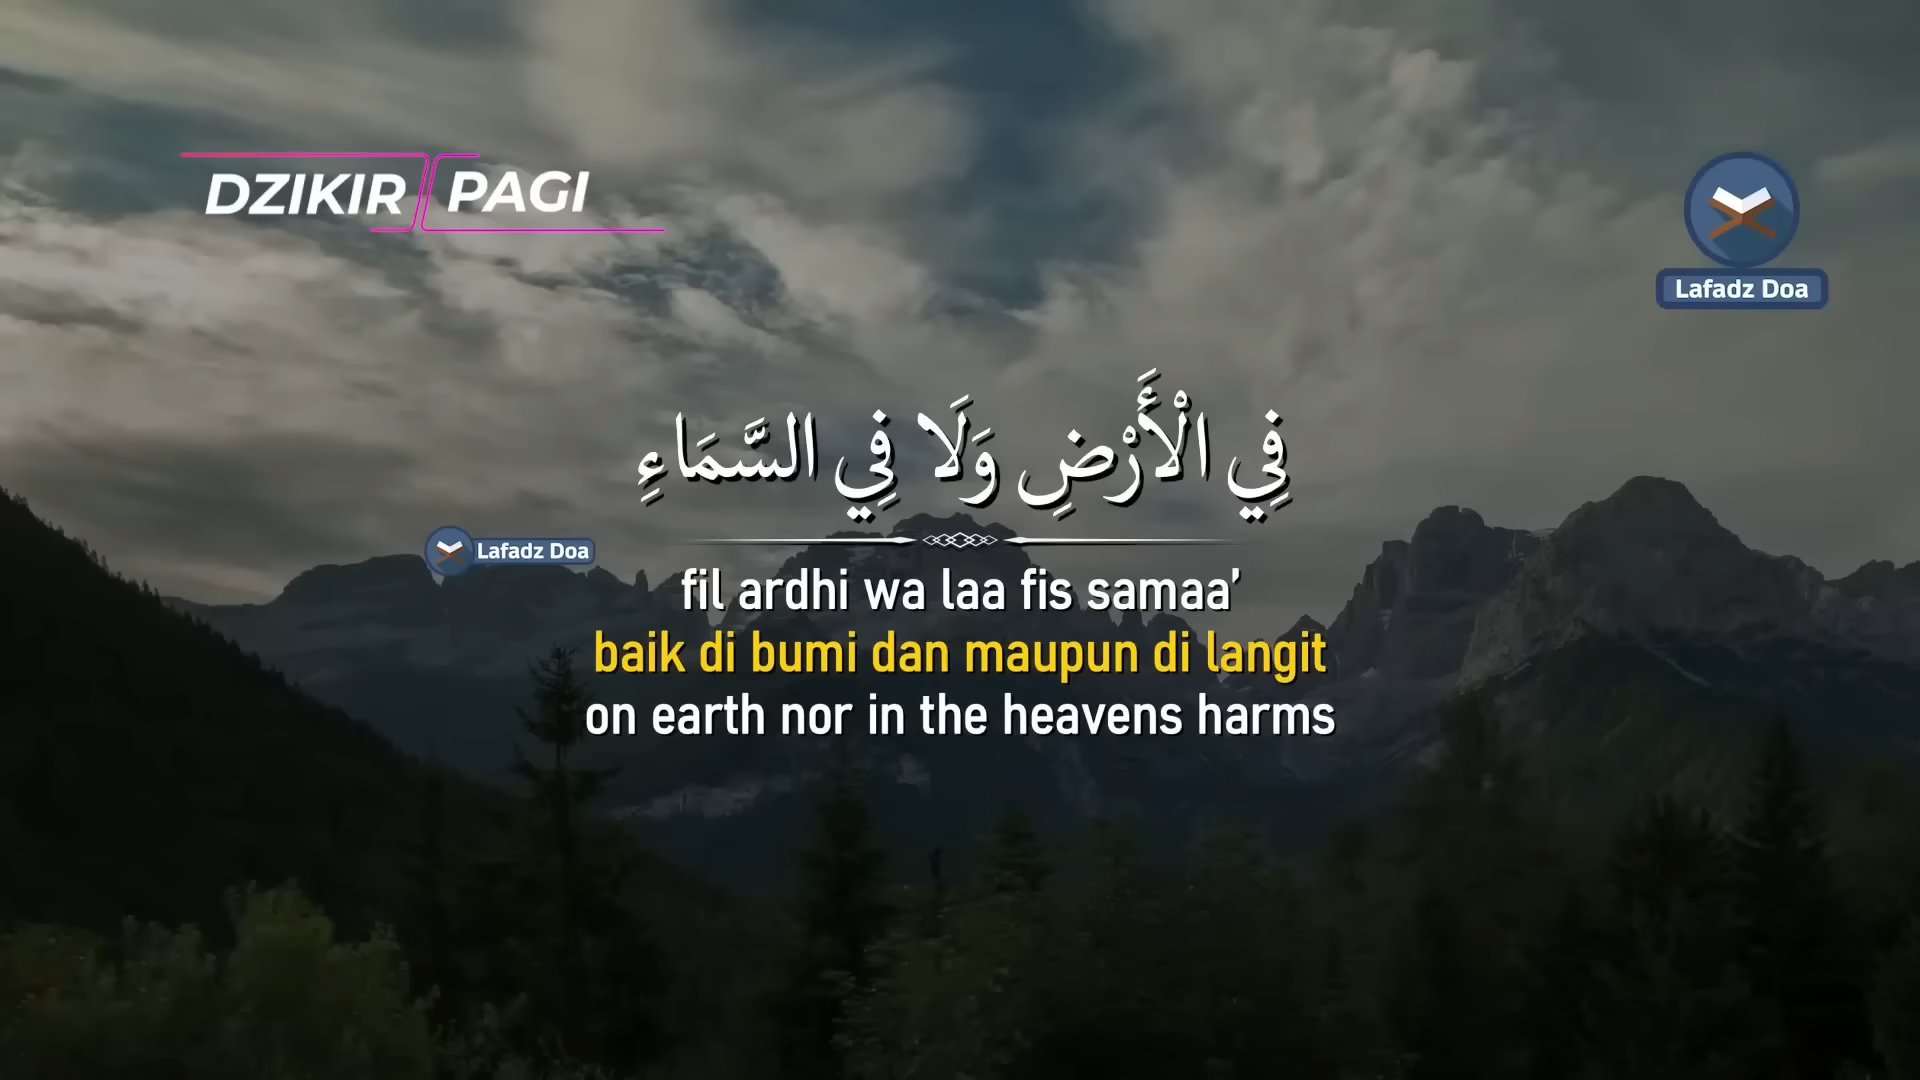 DZIKIR PAGI
Lafadz Doa
فِي الْأَرْضِ وَلَا فِي السَّمَاءِ
Lafadz Doa
fil ardhi wa laa fis samaa’
baik di bumi dan maupun di langit
on earth nor in the heavens harms